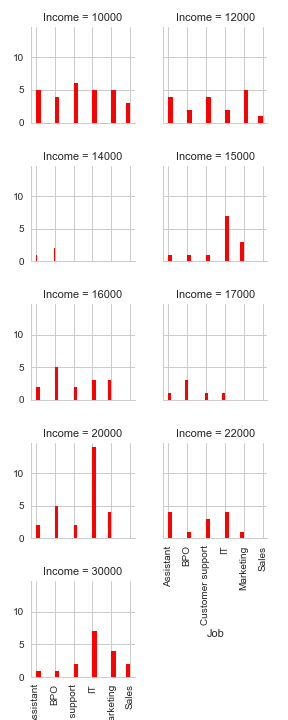 Income = 10000 Income = 12000
10
5
0
Income = 14000 Income = 15000
10
5
0
Income = 16000 Income = 17000
10
5
0
Income = 20000 Income = 22000
10
5
0
Assistant BPO Customer support IT Marketing Sales
Job
Income = 30000
10
5
0
ssistant BPO support IT arketing Sales